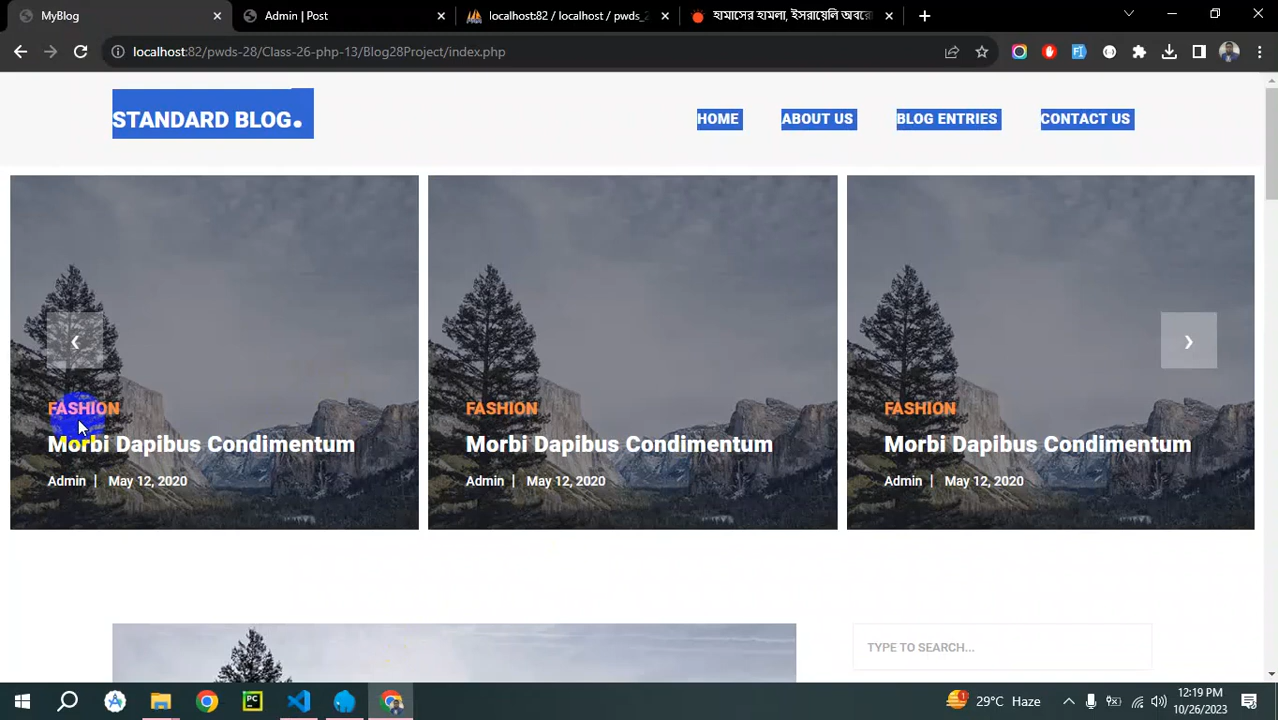 MyBlog
Admin | Post
localhost:82 / localhost / pwds_2
হামাসের হামলা, ইসরায়েলি অবরো
localhost:82/pwds-28/Class-26-php-13/Blog28Project/index.php
STANDARD BLOG.
HOME ABOUT US BLOG ENTRIES CONTACT US
FASHION
Morbi Dapibus Condimentum
Admin | May 12, 2020
FASHION
Morbi Dapibus Condimentum
Admin | May 12, 2020
FASHION
Morbi Dapibus Condimentum
Admin | May 12, 2020
TYPE TO SEARCH...
29°C Haze
12:19 PM
10/26/2023